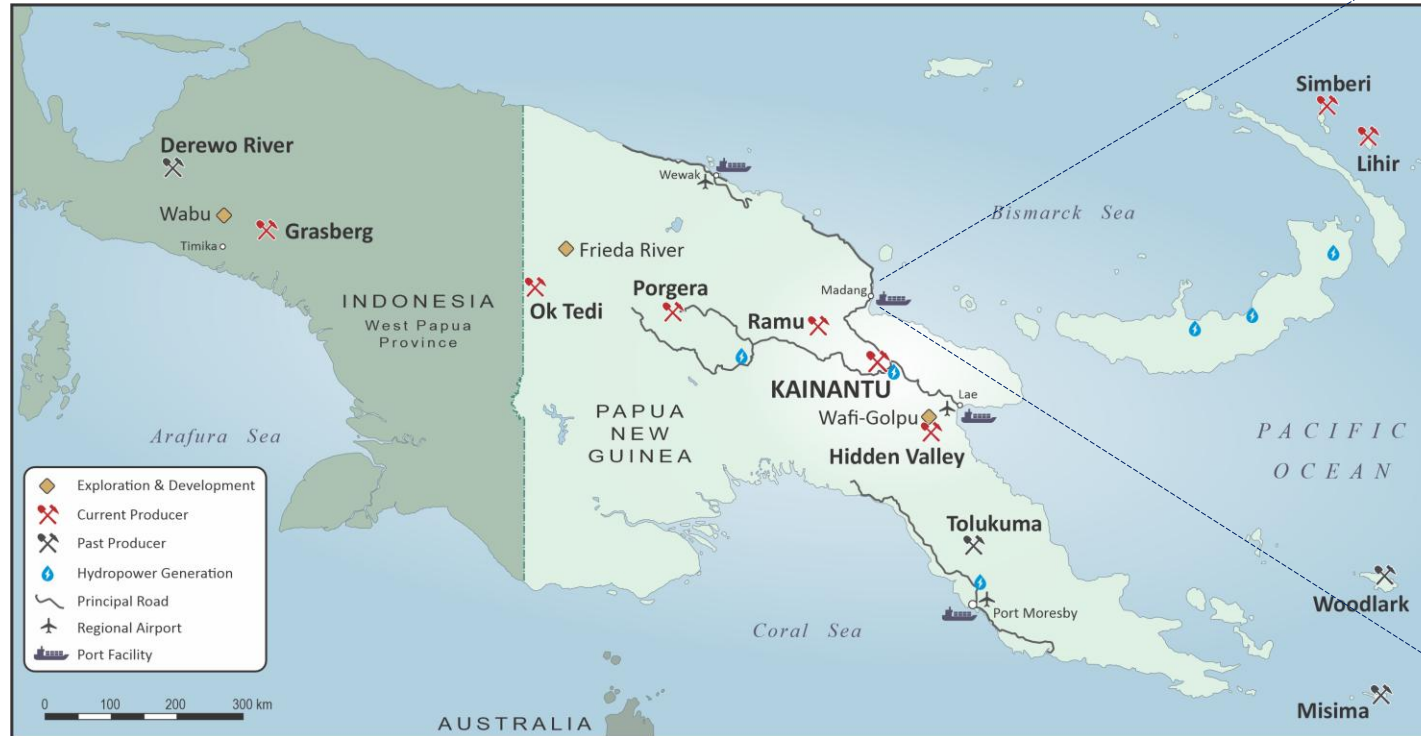 Simberi
Lihir
Derewo River
Wewak
Wabu
Grasberg
Timika
Bismarck Sea
Frieda River
INDONESIA
West Papua
Province
Ok Tedi
Porgera
Madang
Ramu
KAINANTU
Lae
Wafi-Golpu
Hidden Valley
PAPUA
NEW
GUINEA
Arafura Sea
PACIFIC
OCEAN
Tolukuma
Port Moresby
Woodlark
Coral Sea
Misima
AUSTRALIA
Exploration & Development
Current Producer
Past Producer
Hydropower Generation
Principal Road
Regional Airport
Port Facility
0 100 200 300 km